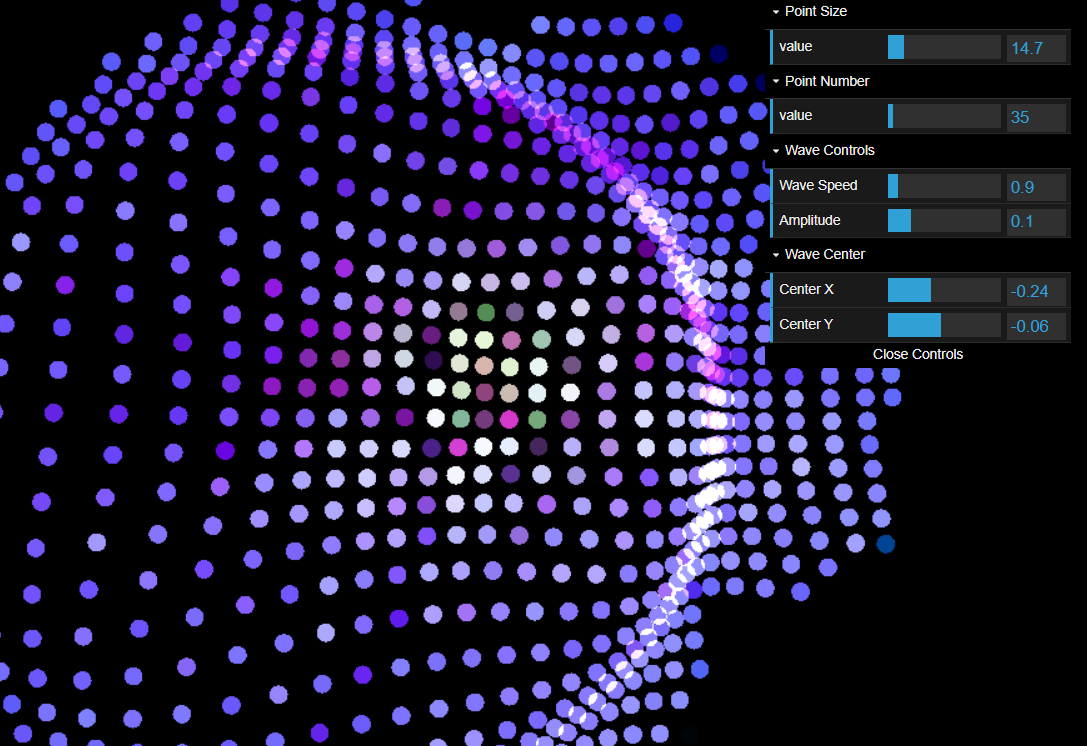 Point Size
value 14.7
Point Number
value 35
Wave Controls
Wave Speed 0.9
Amplitude 0.1
Wave Center
Center X -0.24
Center Y -0.06
Close Controls